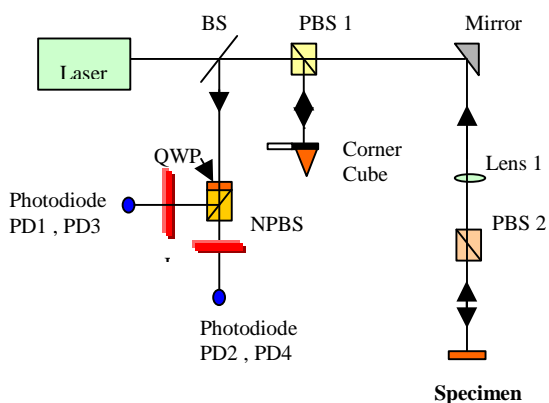 BS
PBS 1
Mirror
Laser
Corner
Cube
Lens 1
QWP
Photodiode
PD1 , PD3
NPBS
PBS 2
Photodiode
PD2 , PD4
Specimen